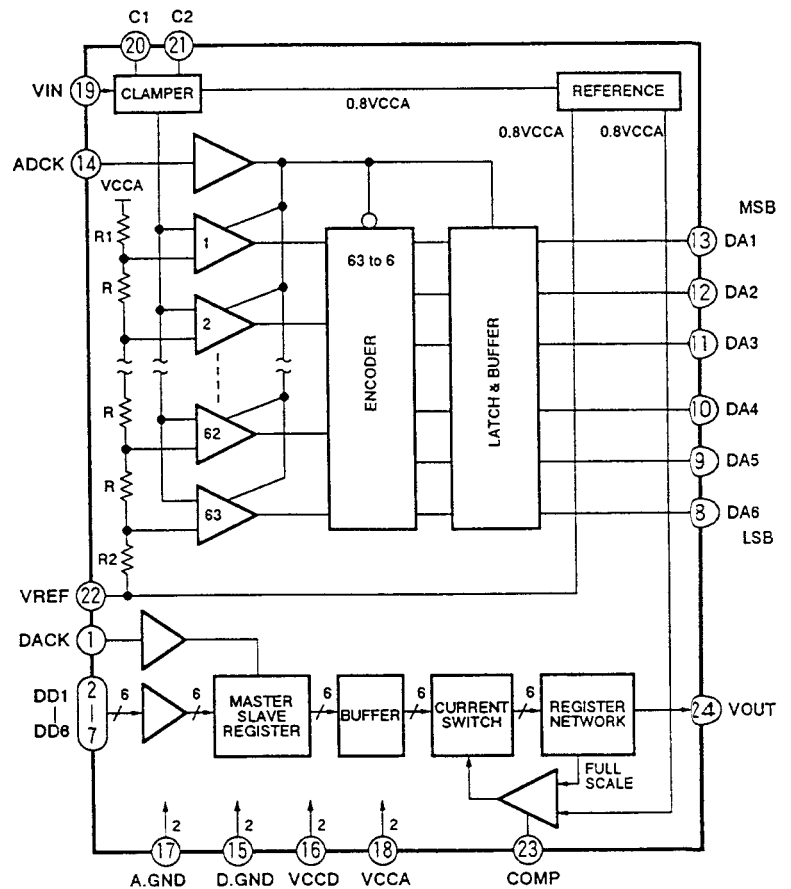 C1 C2
20 21
VIN 19 CLAMPER 0.8VCCA REFERENCE
0.8VCCA 0.8VCCA
ADCK 14
VCCA
R1
1
R
2
R
62
R
63
R2
63 to 6
ENCODER
LATCH & BUFFER
MSB
13 DA1
12 DA2
11 DA3
10 DA4
9 DA5
8 DA6
LSB
VREF 22
DACK 1
DD1
DD6
2
7
6
6
MASTER
SLAVE
REGISTER
6
BUFFER
6
CURRENT
SWITCH
6
REGISTER
NETWORK
24 VOUT
FULL
SCALE
2 2 2 2
17 15 16 18 23
A.GND D.GND VCCD VCCA COMP